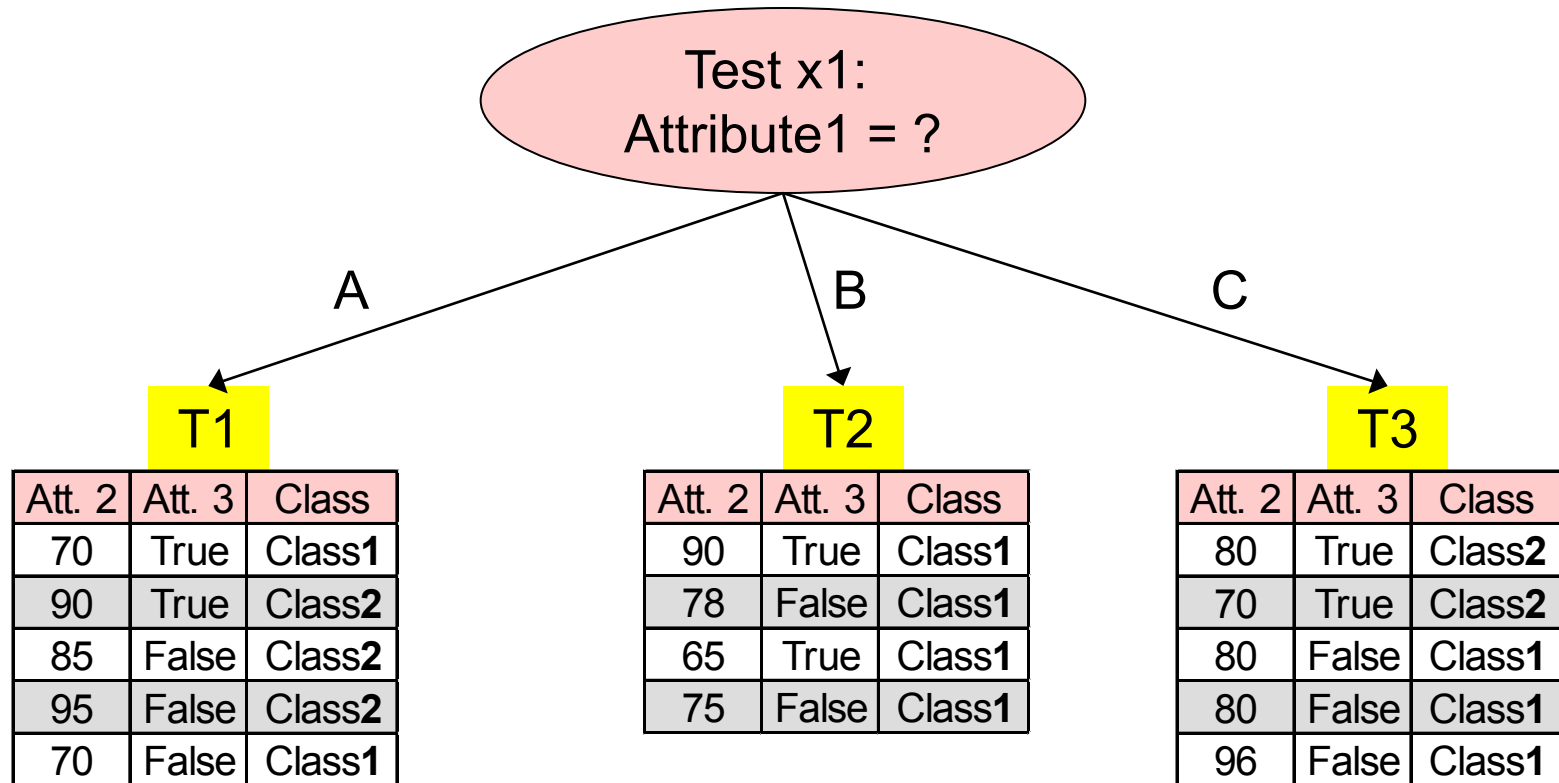 Test x1:
Attribute1 = ?
A
B
C
T1
Att. 2 Att. 3 Class
70 True Class1
90 True Class2
85 False Class2
95 False Class2
70 False Class1
T2
Att. 2 Att. 3 Class
90 True Class1
78 False Class1
65 True Class1
75 False Class1
T3
Att. 2 Att. 3 Class
80 True Class2
70 True Class2
80 False Class1
80 False Class1
96 False Class1